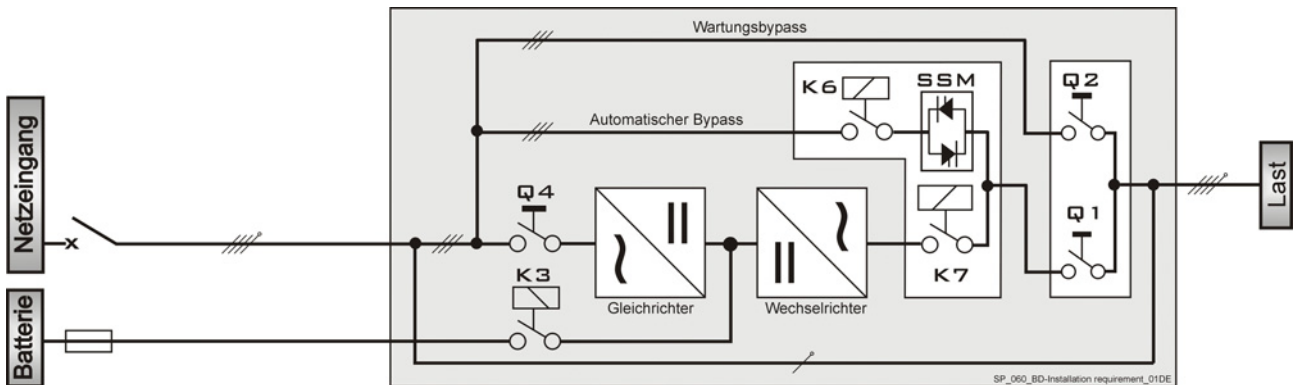 Wartungsbypass
K6
SSM
Q2
Automatischer Bypass
Netzeingang
Q4
Last
Q1
K3
K7
Gleichrichter
Wechselrichter
Batterie
SP_060_BD-Installation requirement_01DE